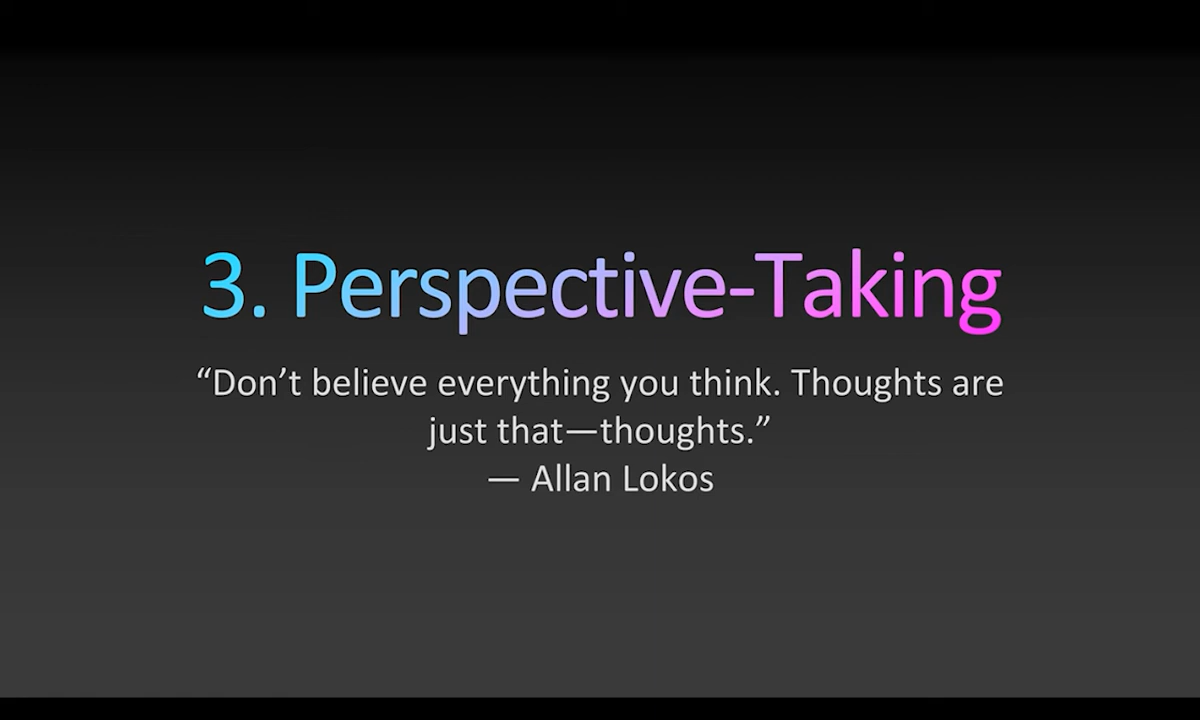 3. Perspective-Taking
“Don’t believe everything you think. Thoughts are
just that—thoughts.”
— Allan Lokos